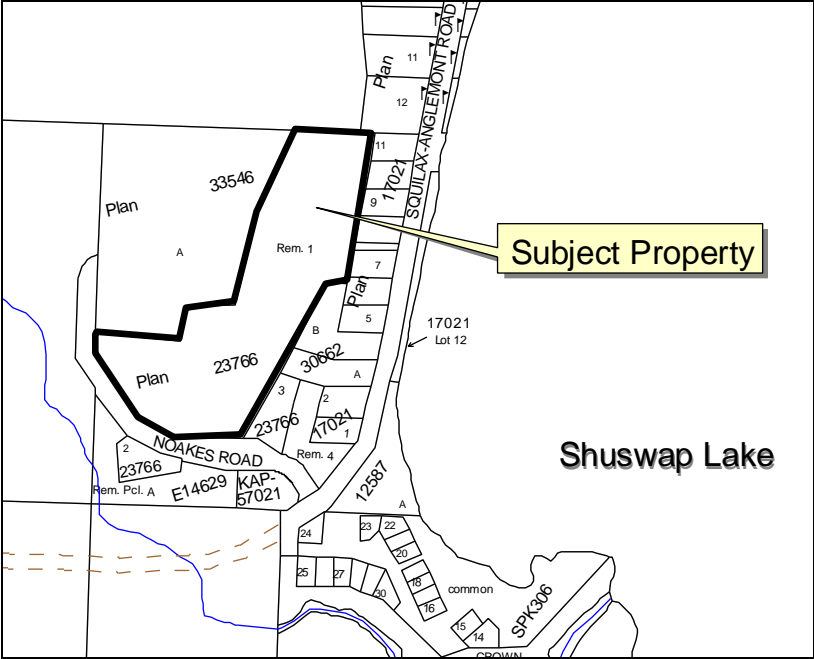 11
Plan
12
SQUILAX-ANGLEMONT ROAD
11
17021
9
33546
Plan
A
Rem. 1
Subject Property
7
Plan
5
17021
Lot 12
B
30662
A
23766
Plan
3
2
23766
17021
1
Rem. 4
NOAKES ROAD
2
23766
Rem. Pcl. A
E14629
KAP-
57021
Shuswap Lake
12587
A
24
23
22
20
25
27
30
18
16
common
SPK306
15
14
CROWN